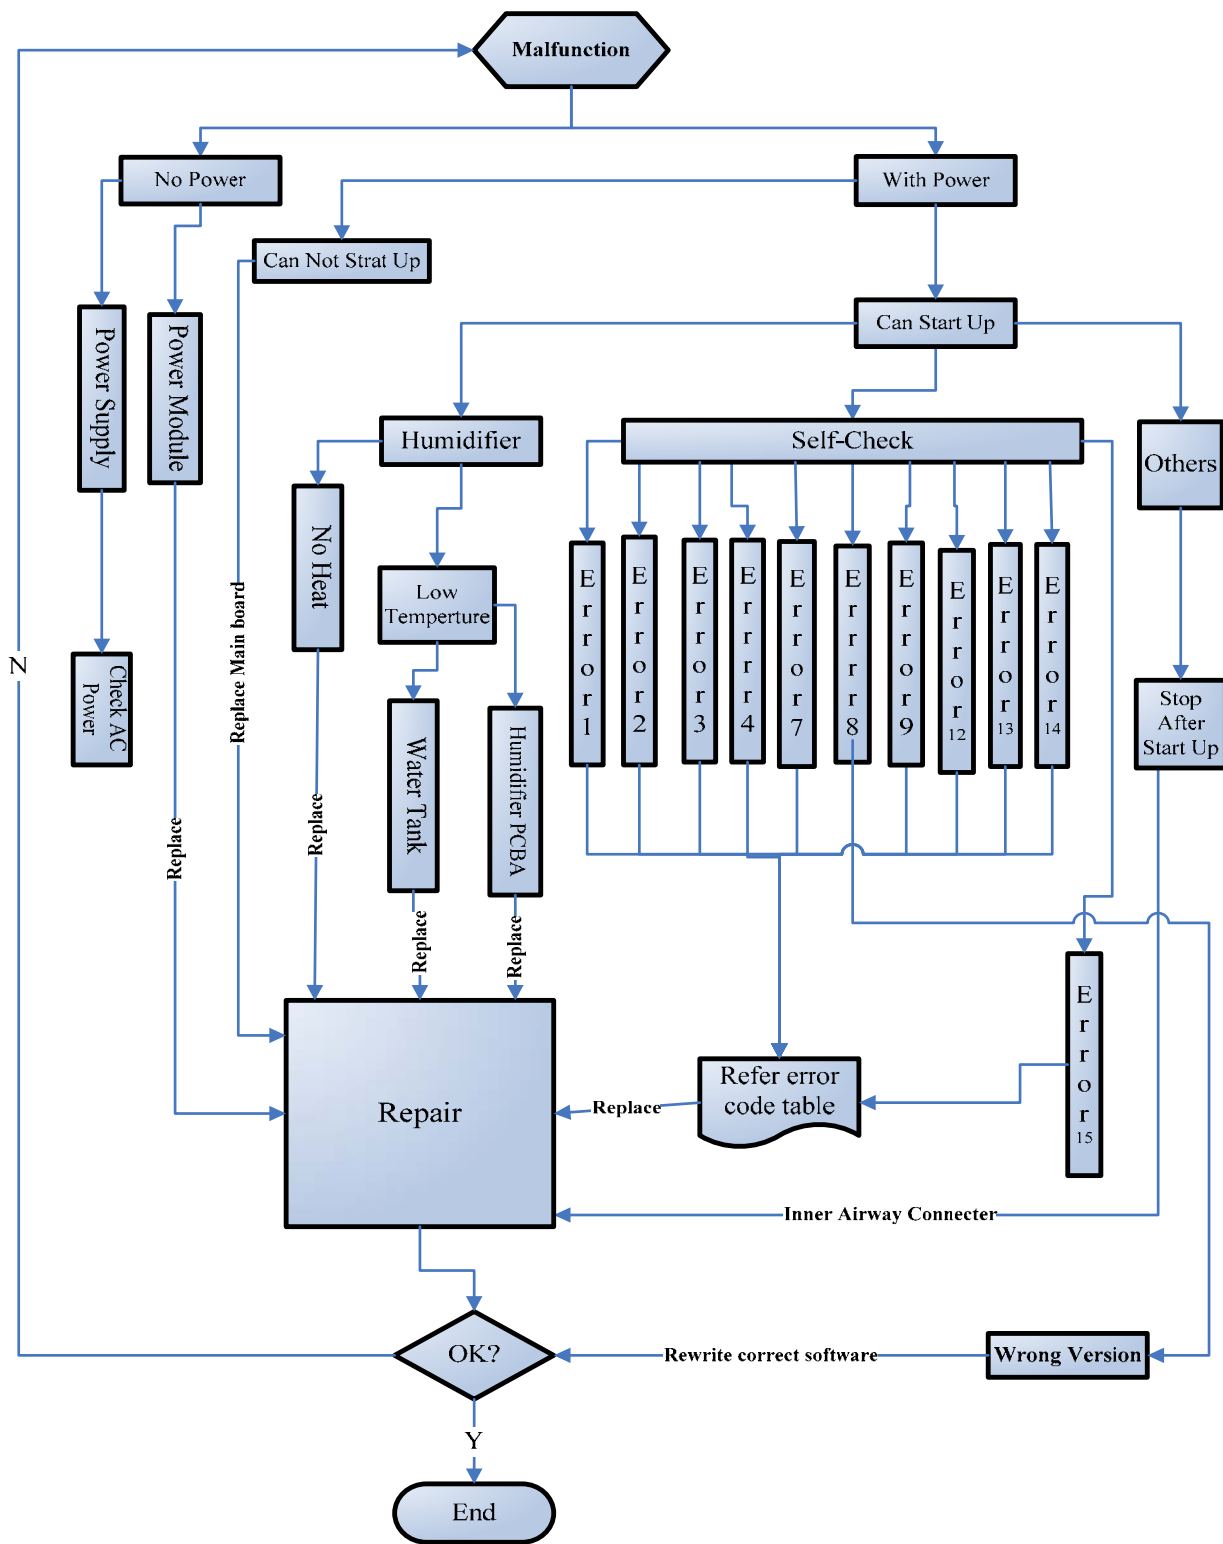 Malfunction
No Power
With Power
Can Not Strat Up
Can Start Up
Power Supply
Power Module
Humidifier
Self-Check
Others
No Heat
Low
Temperture
Error1
Error2
Error3
Errrr4
Error7
Errrr8
Error9
Error12
Error13
Error14
Replace Main board
N
Check AC
Power
Stop
After
Start Up
Water Tank
Humidifier PCBA
Replace
Replace
Replace
Replace
Error15
Refer error
code table
Replace
Repair
Inner Airway Connecter
OK?
Rewrite correct software
Wrong Version
Y
End